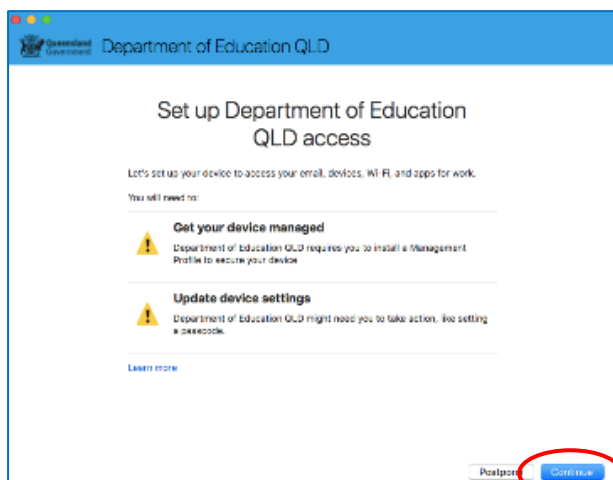 Queensland
Government
Department of Education QLD
Set up Department of Education
QLD access
Let's set up your device to access your email, devices, Wi-Fi, and apps for work.
You will need to:
Get your device managed
Department of Education QLD requires you to install a Management
Profile to secure your device
Update device settings
Department of Education QLD might need you to take action, like setting
a passcode.
Learn more
Postpone
Continue